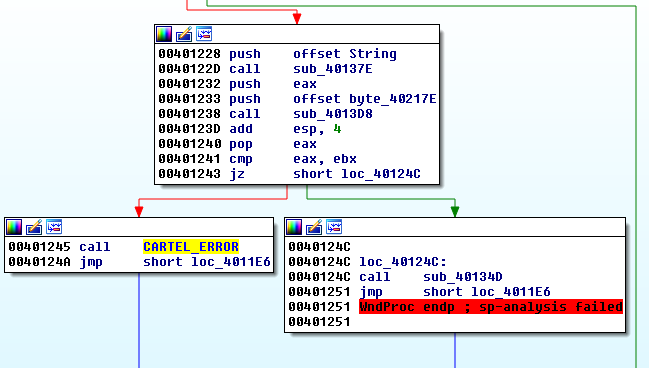 00401228 push offset String
0040122D call sub_40137E
00401232 push eax
00401233 push offset byte_40217E
00401238 call sub_4013D8
0040123D add esp, 4
00401240 pop eax
00401241 cmp eax, ebx
00401243 jz short loc_40124C
00401245 call CARTEL_ERROR
0040124A jmp short loc_4011E6
0040124C
0040124C loc_40124C:
0040124C call sub_40134D
00401251 jmp short loc_4011E6
00401251 WndProc endp ; sp-analysis failed
00401251